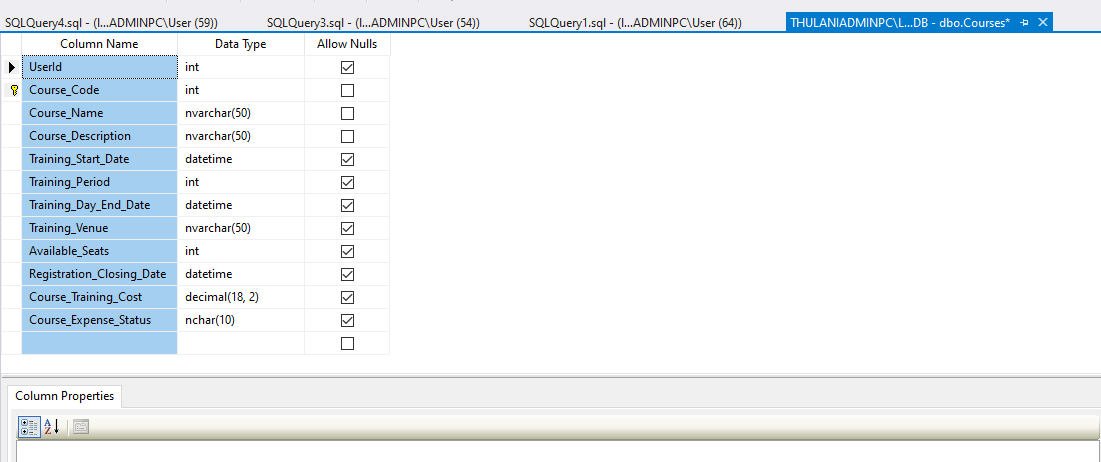 SQLQuery4.sql - (l...ADMINPC\User (59)) SQLQuery3.sql - (l...ADMINPC\User (54)) SQLQuery1.sql - (l...ADMINPC\User (64)) THULANIADMINPC\L...DB - dbo.Courses*
Column Name Data Type Allow Nulls
UserId int
Course_Code int
Course_Name nvarchar(50)
Course_Description nvarchar(50)
Training_Start_Date datetime
Training_Period int
Training_Day_End_Date datetime
Training_Venue nvarchar(50)
Available_Seats int
Registration_Closing_Date datetime
Course_Training_Cost decimal(18, 2)
Course_Expense_Status nchar(10)
Column Properties